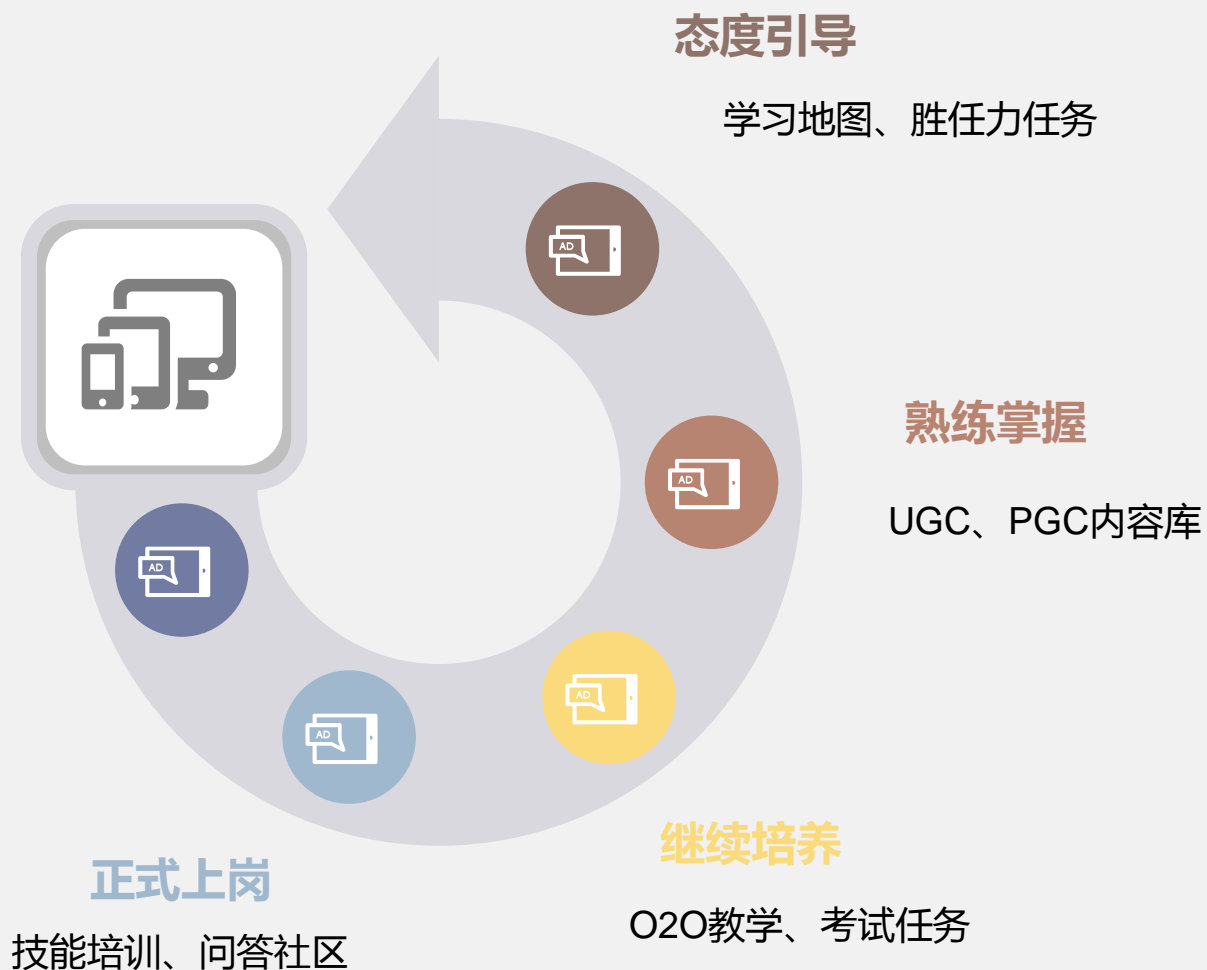 态度引导
学习地图、胜任力任务
AD
熟练掌握
AD
UGC、PGC内容库
AD
AD
AD
继续培养
正式上岗
O2O教学、考试任务
技能培训、问答社区